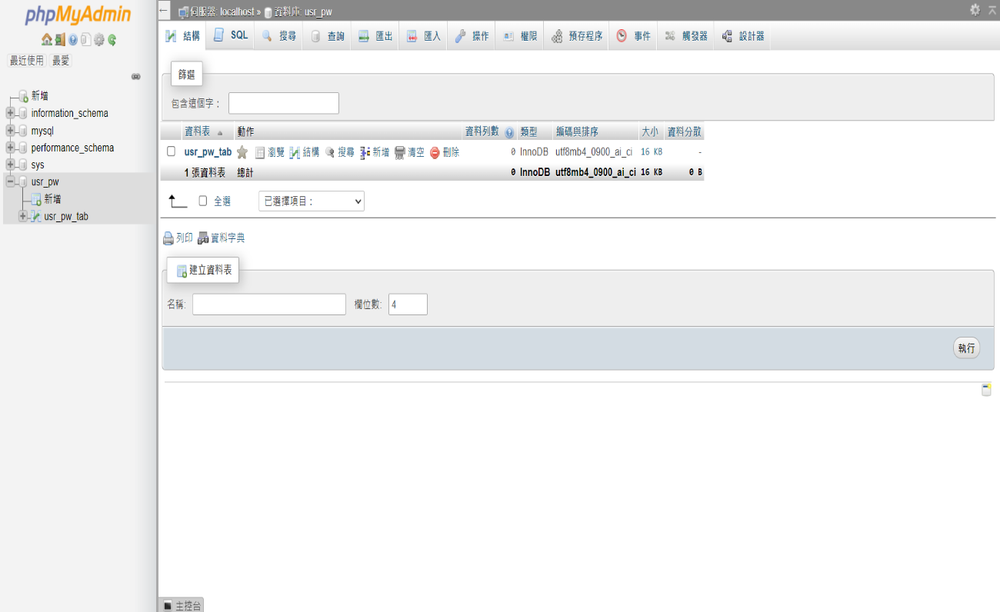 phpMyAdmin
最近使用 最愛
新增
information_schema
mysql
performance_schema
sys
usr_pw
新增
usr_pw_tab
伺服器: localhost » 資料庫: usr_pw
結構 SQL 搜尋 查詢 匯出 匯入 操作 權限 預存程序 事件 觸發器 設計器
篩選
包含這個字：
資料表 動作 資料列數 類型 編碼與排序 大小 資料分散
usr_pw_tab 瀏覽 結構 搜尋 新增 清空 刪除 0 InnoDB utf8mb4_0900_ai_ci 16 KB -
1 張資料表 總計 0 InnoDB utf8mb4_0900_ai_ci 16 KB 0 B
全選 已選擇項目：
列印 資料字典
建立資料表
名稱: 欄位數: 4
執行
主控台